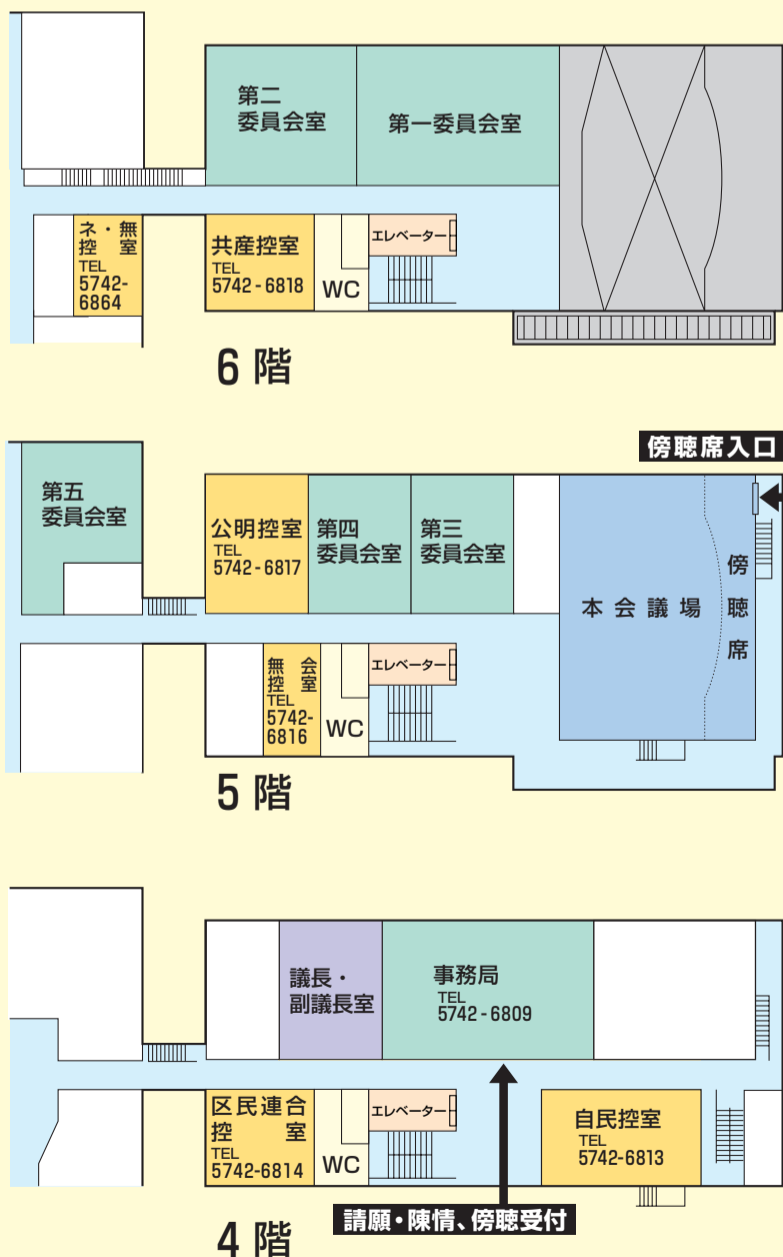 第二
委員会室
第一委員会室
ネ・無
控室
TEL
5742-
6864
共産控室
TEL
5742-6818
WC
エレベーター
6階
傍聴席入口
第五
委員会室
公明控室
TEL
5742-6817
第四
委員会室
第三
委員会室
本会議場
傍聴席
無会
控室
TEL
5742-
6816
WC
エレベーター
5階
議長・
副議長室
事務局
TEL
5742-6809
区民連合
控室
TEL
5742-6814
WC
エレベーター
自民控室
TEL
5742-6813
請願・陳情、傍聴受付
4階